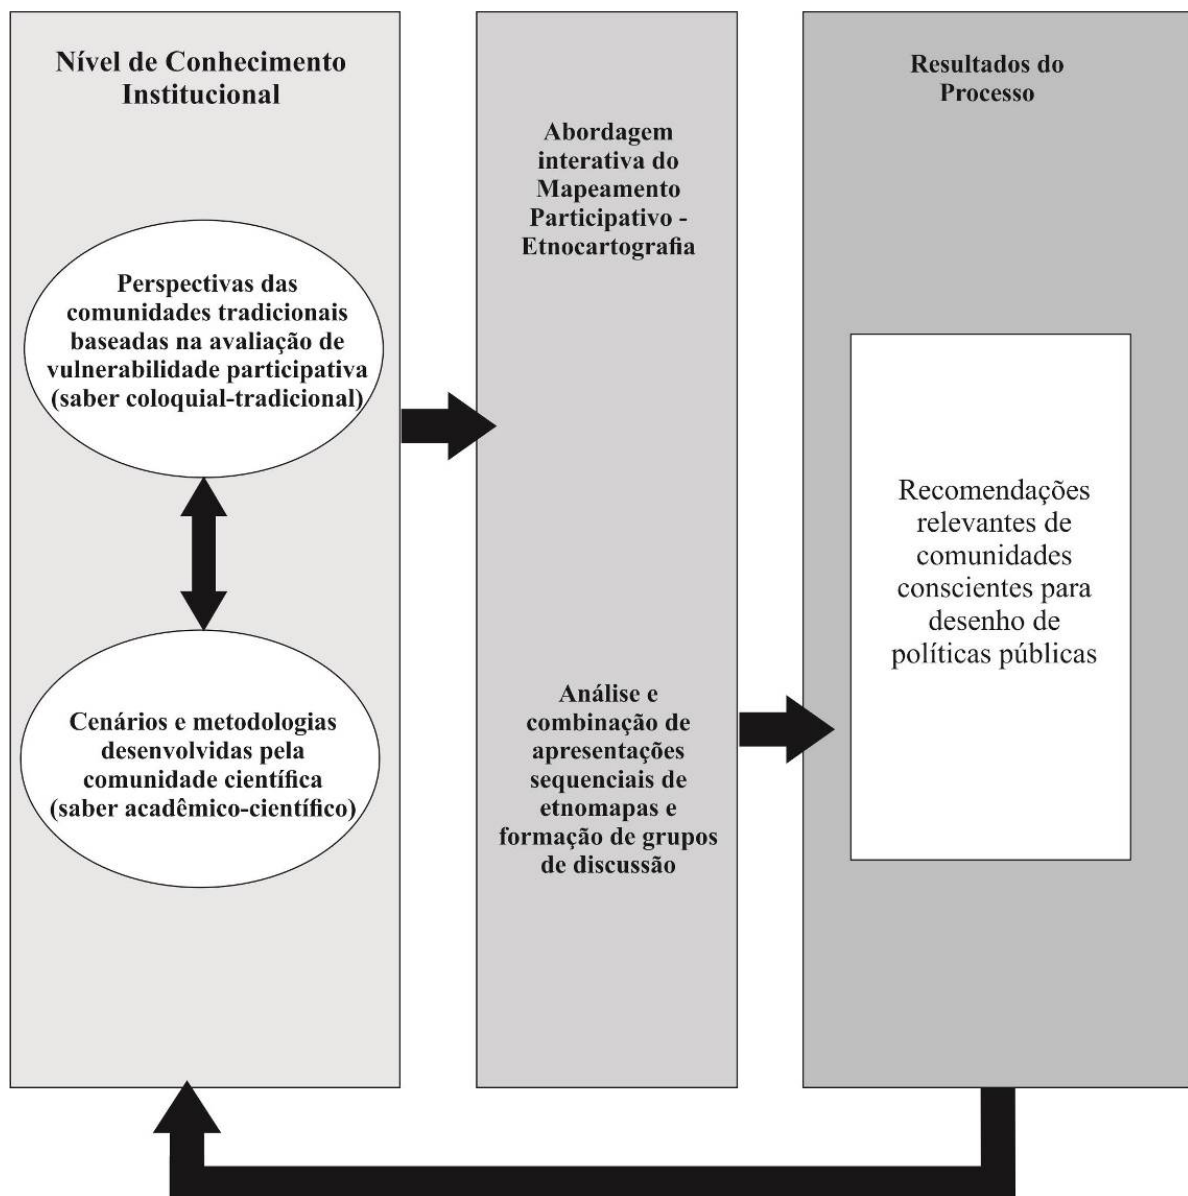 Nível de Conhecimento
Institucional
Perspectivas das
comunidades tradicionais
baseadas na avaliação de
vulnerabilidade participativa
(saber coloquial-tradicional)
Cenários e metodologias
desenvolvidas pela
comunidade científica
(saber acadêmico-científico)
Abordagem
interativa do
Mapeamento
Participativo -
Etnocartografia
Análise e
combinação de
apresentações
sequenciais de
etnomapas e
formação de grupos
de discussão
Resultados do
Processo
Recomendações
relevantes de
comunidades
conscientes para
desenho de
políticas públicas